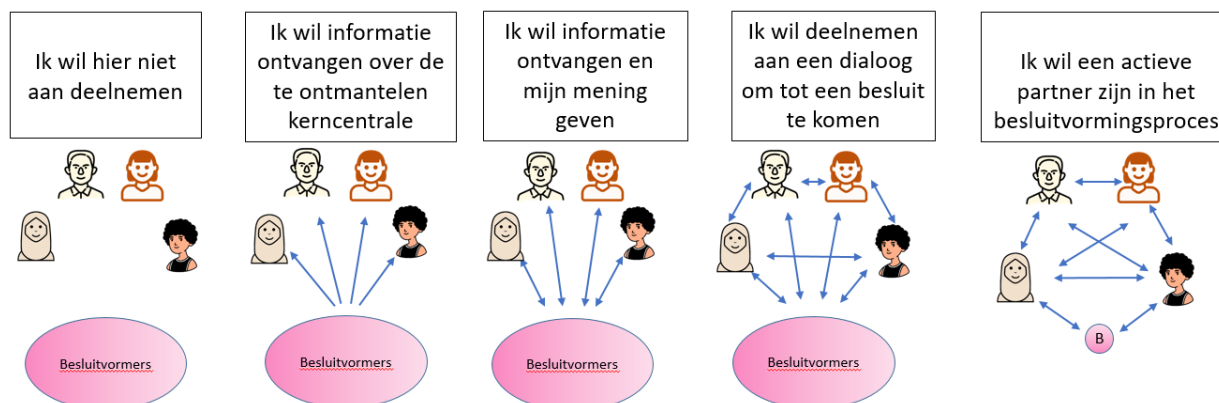 Ik wil hier niet
aan deelnemen
Ik wil informatie
ontvangen over de
te ontmantelen
kerncentrale
Ik wil informatie
ontvangen en
mijn mening
geven
Ik wil deelnemen
aan een dialoog
om tot een besluit
te komen
Ik wil een actieve
partner zijn in het
besluitvormingsproces
Besluitvormers
Besluitvormers
Besluitvormers
Besluitvormers
B